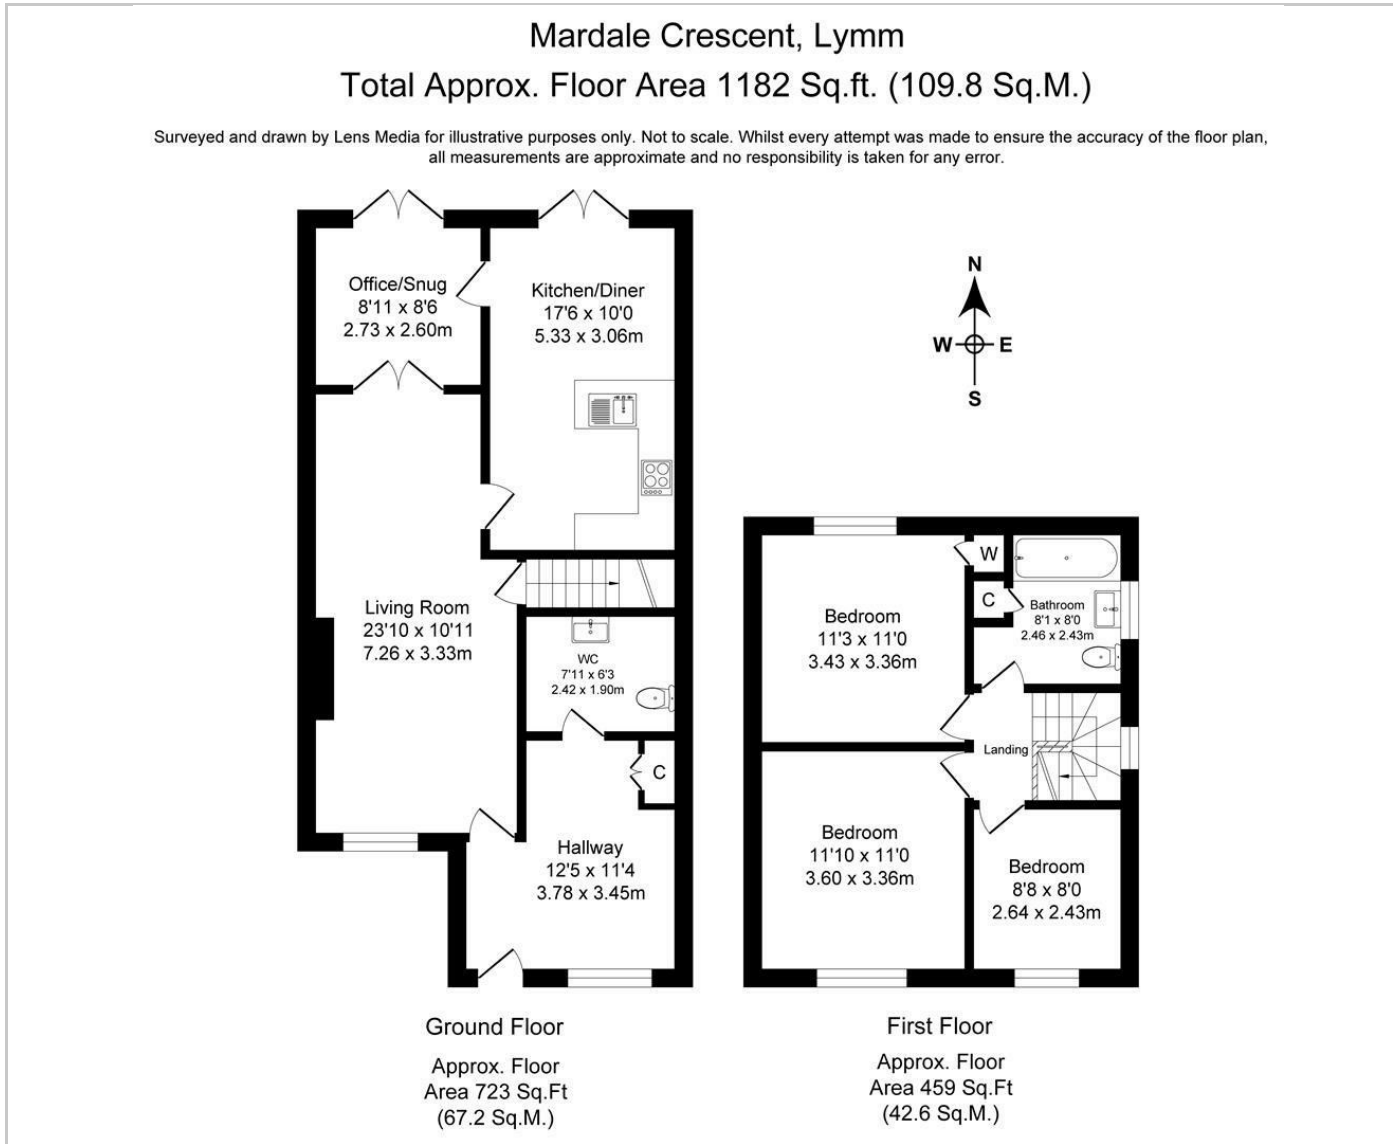 Mardale Crescent, Lymm
Total Approx. Floor Area 1182 Sq.ft. (109.8 Sq.M.)
Surveyed and drawn by Lens Media for illustrative purposes only. Not to scale. Whilst every attempt was made to ensure the accuracy of the floor plan,
all measurements are approximate and no responsibility is taken for any error.
Office/Snug
8'11 x 8'6
2.73 x 2.60m
Kitchen/Diner
17'6 x 10'0
5.33 x 3.06m
N
W
E
S
Living Room
23'10 x 10'11
7.26 x 3.33m
WC
7'11 x 6'3
2.42 x 1.90m
C
Hallway
12'5 x 11'4
3.78 x 3.45m
W
C
Bathroom
8'1 x 8'0
2.46 x 2.43m
Bedroom
11'3 x 11'0
3.43 x 3.36m
Landing
Bedroom
11'10 x 11'0
3.60 x 3.36m
Bedroom
8'8 x 8'0
2.64 x 2.43m
Ground Floor
Approx. Floor
Area 723 Sq.Ft
(67.2 Sq.M.)
First Floor
Approx. Floor
Area 459 Sq.Ft
(42.6 Sq.M.)